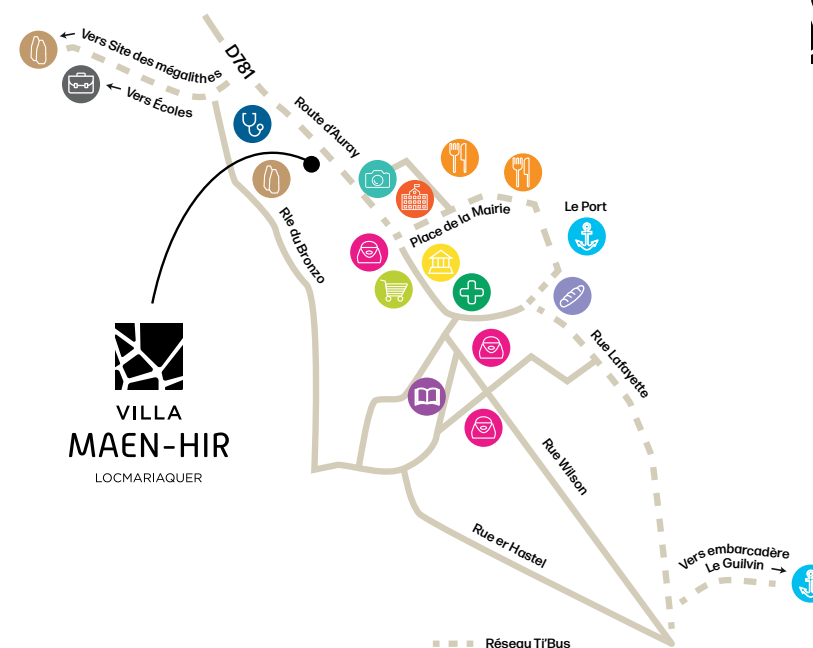 ← Vers Site des mégalithes
← Vers Écoles
D781
Route d'Auray
Place de la Mairie
Le Port
Rle du Bronzo
Rue Lafayette
VILLA
MAEN-HIR
LOCMARIAQUER
Rue Wilson
Rue er Hastel
Vers embarcadère
Le Guilvin →
Réseau Ti'Bus